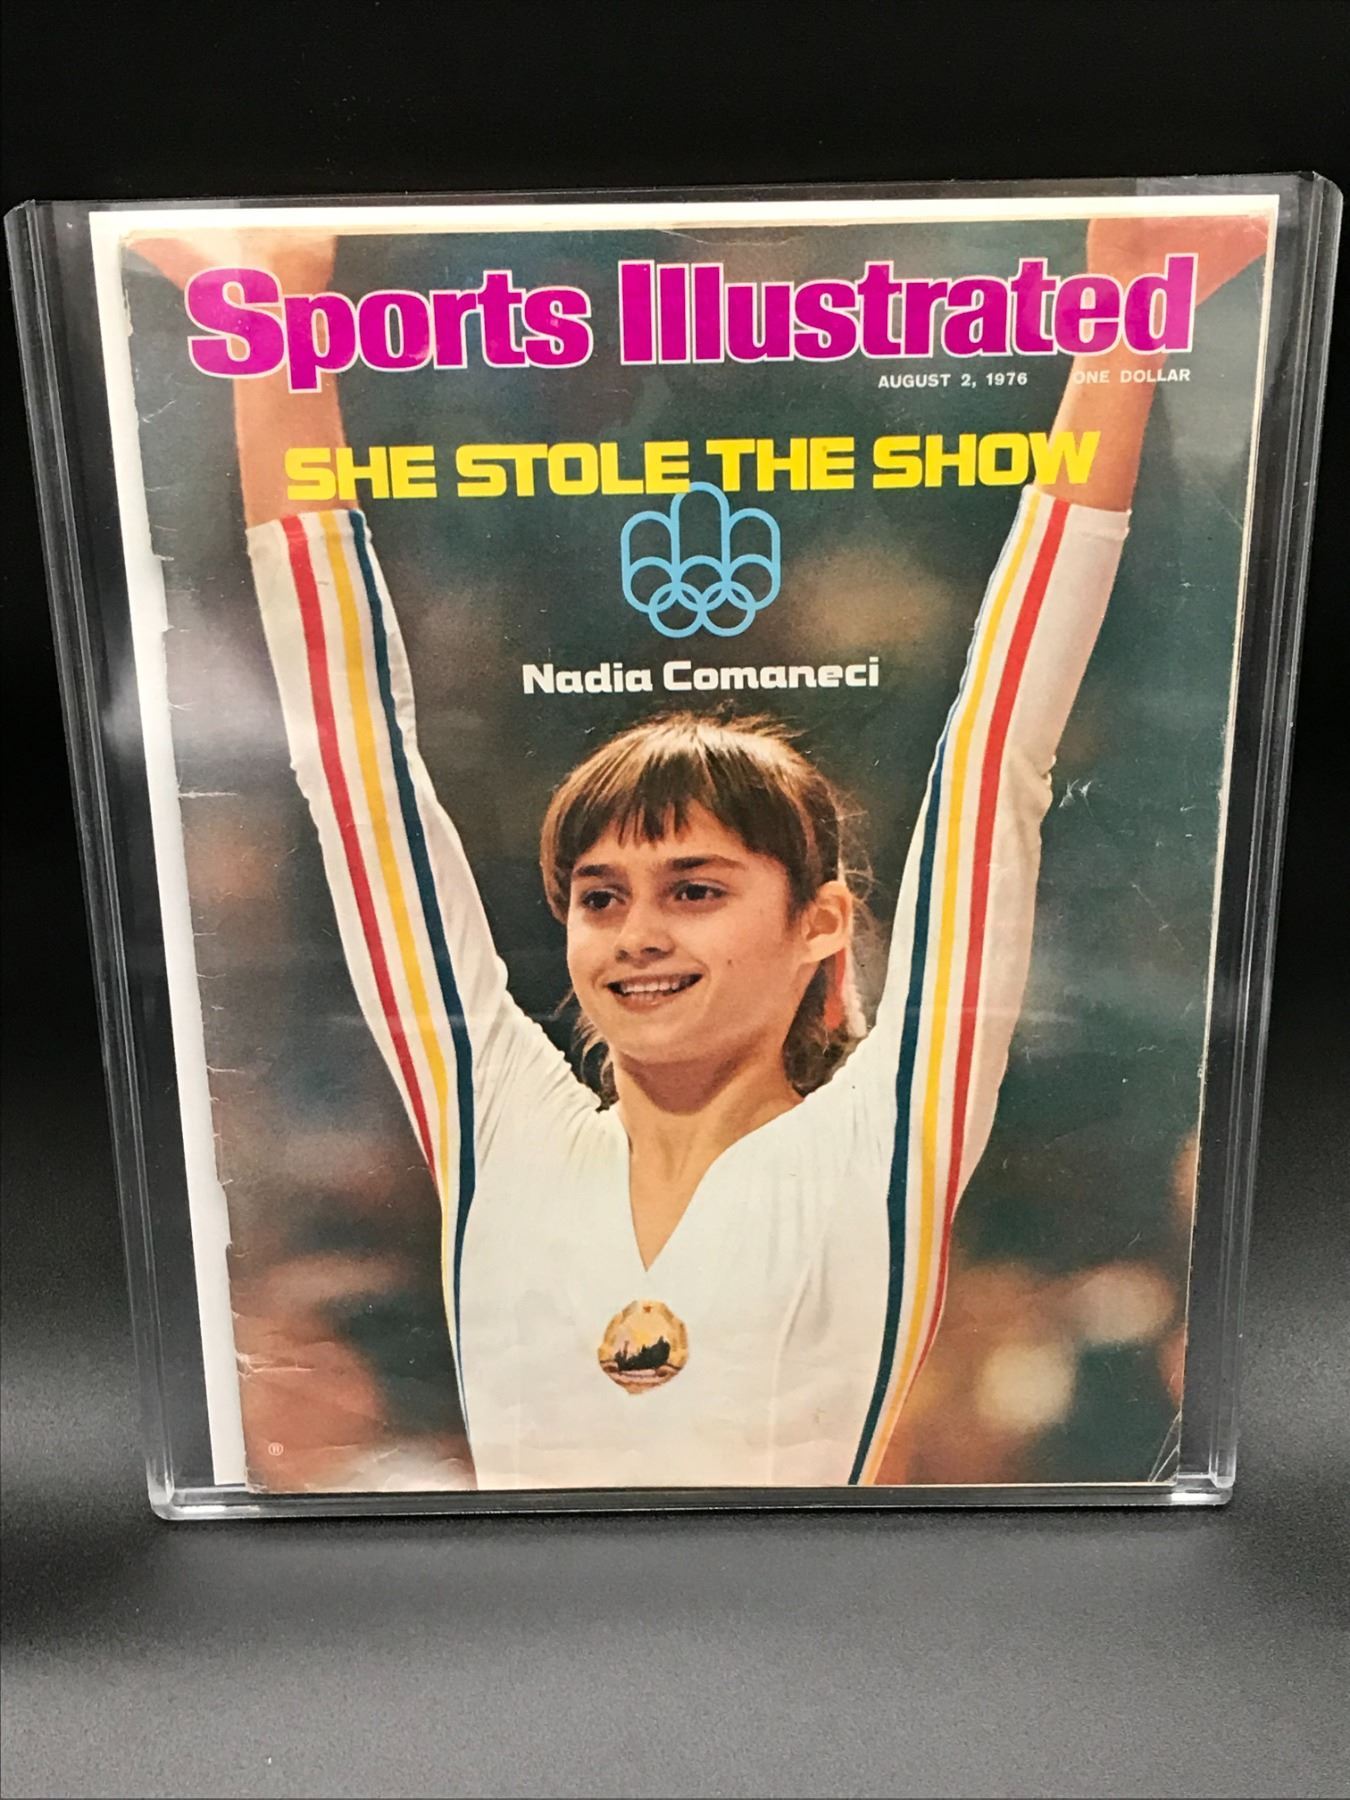 Sports Illustrated
AUGUST 2, 1976 ONE DOLLAR
SHE STOLE THE SHOW
Nadia Comaneci
®